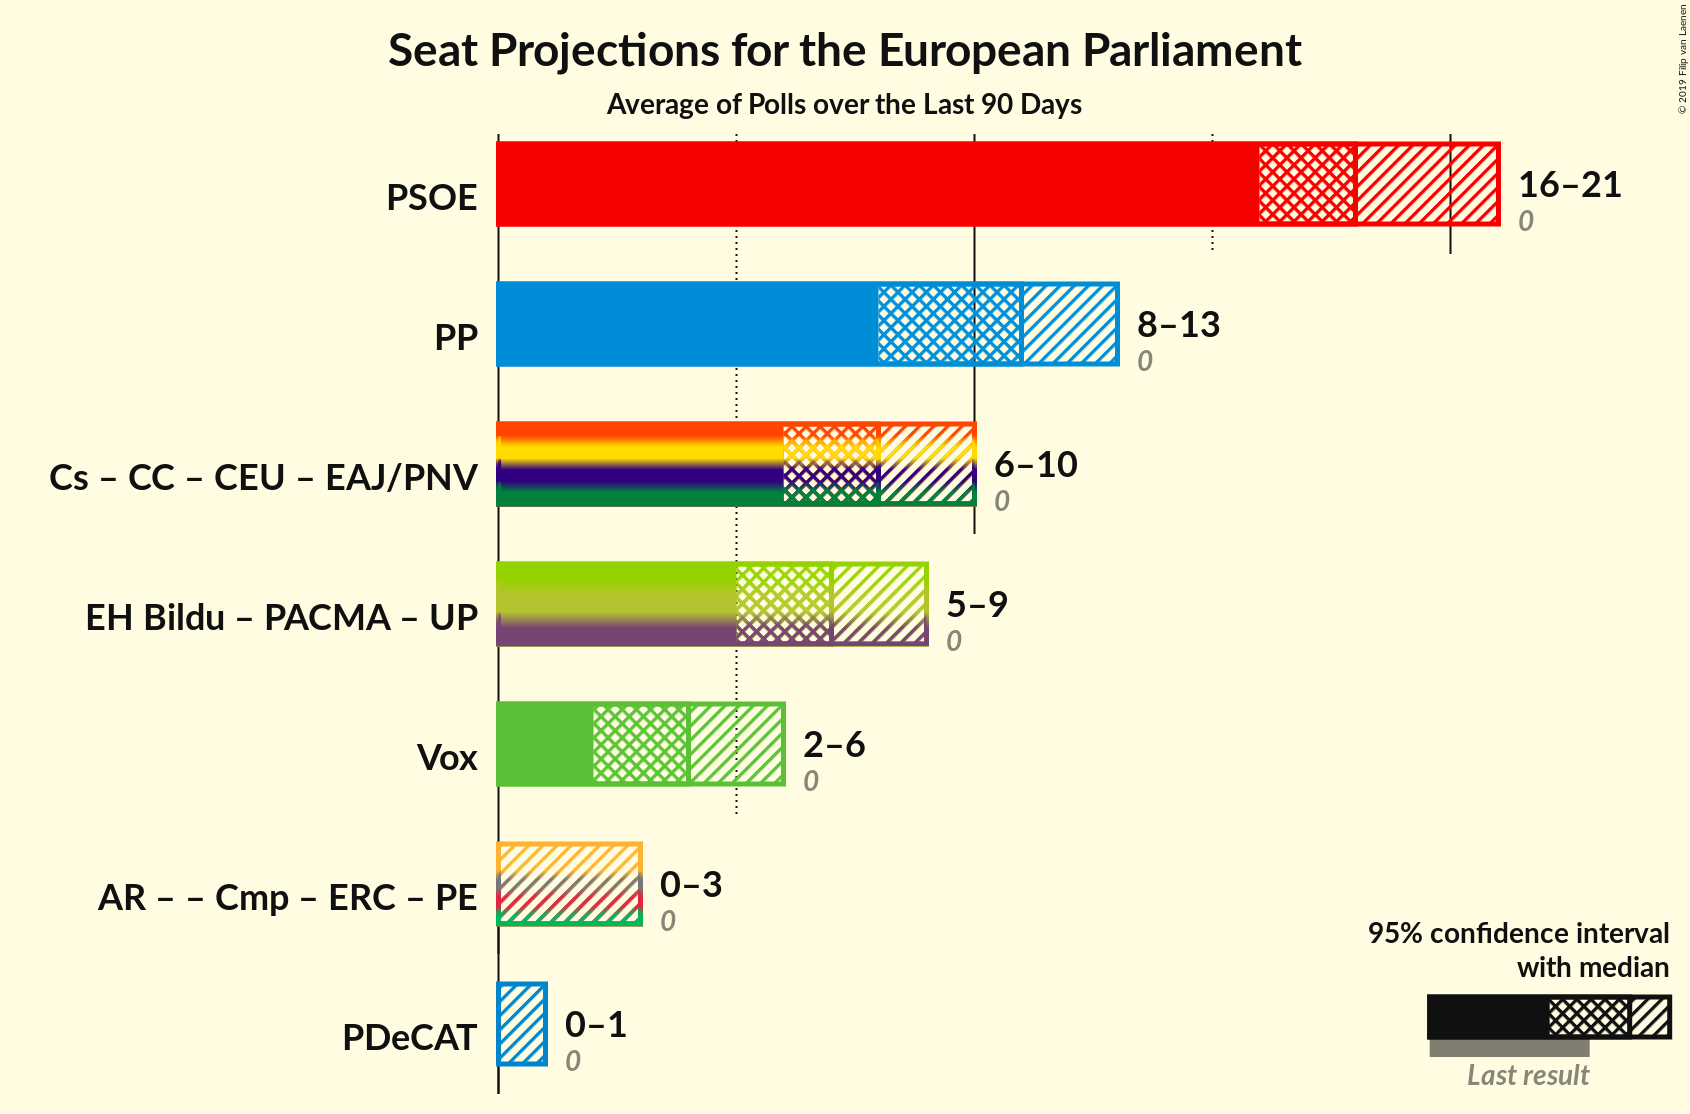 Seat Projections for the European Parliament
Average of Polls over the Last 90 Days
© 2019 Filip van Laenen
PSOE
16–21
0
PP
8–13
0
Cs – CC – CEU – EAJ/PNV
6–10
0
EH Bildu – PACMA – UP
5–9
0
Vox
2–6
0
AR – – Cmp – ERC – PE
0–3
0
PDeCAT
0–1
0
95% confidence interval
with median
Last result